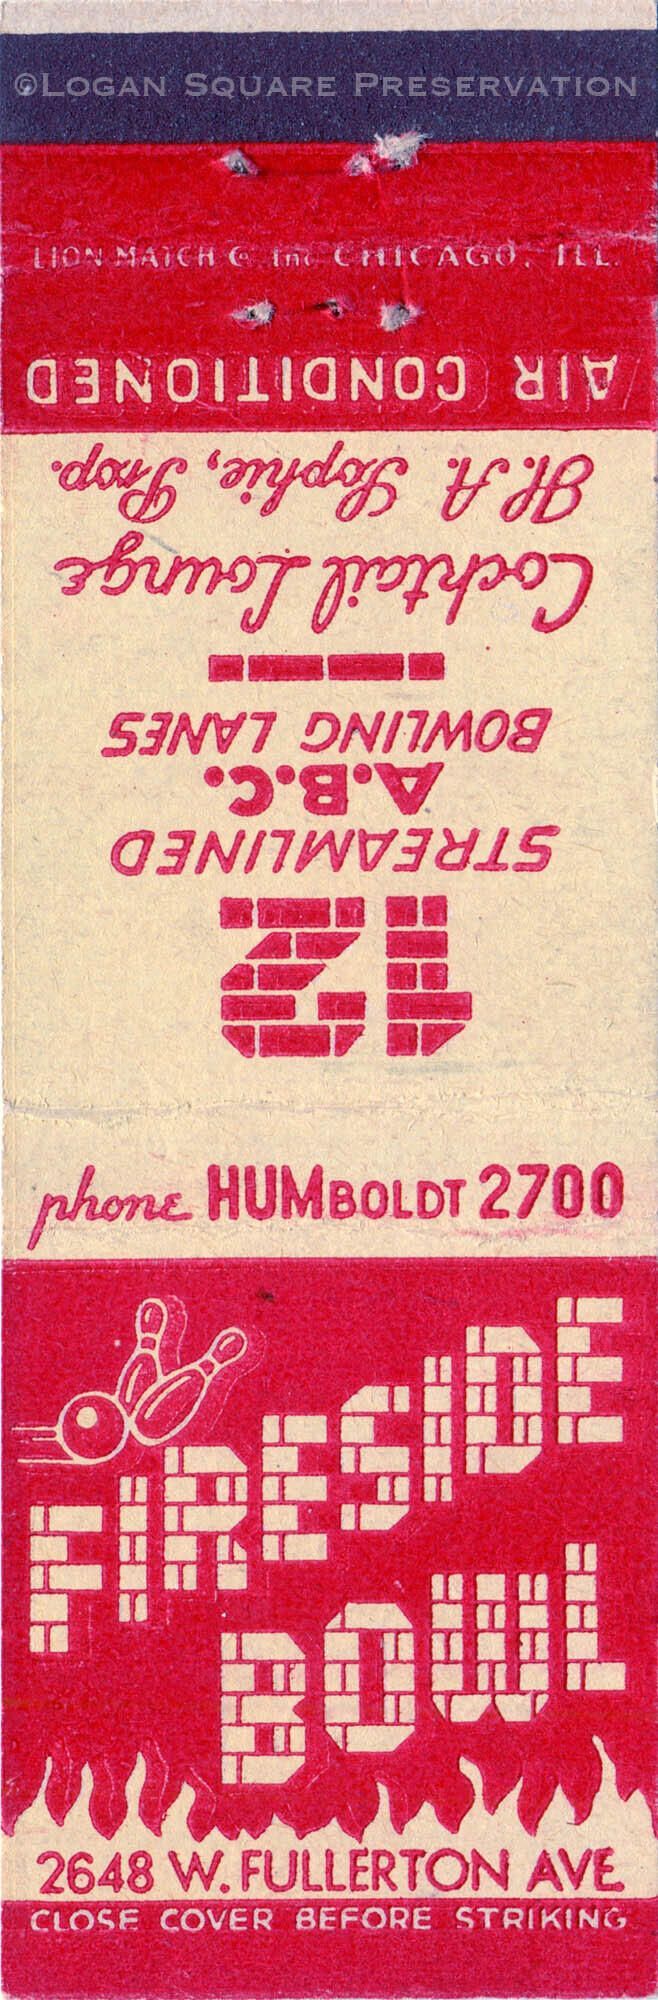 ©LOGAN SQUARE PRESERVATION
LION MATCH Co Inc CHICAGO, ILL.
AIR CONDITIONED
H. A. Sophie, Prop.
Cocktail Lounge
BOWLING LANES
A.B.C.
STREAMLINED
12
phone HUMBOLDT 2700
FIRESIDE
BOWL
2648 W. FULLERTON AVE.
CLOSE COVER BEFORE STRIKING